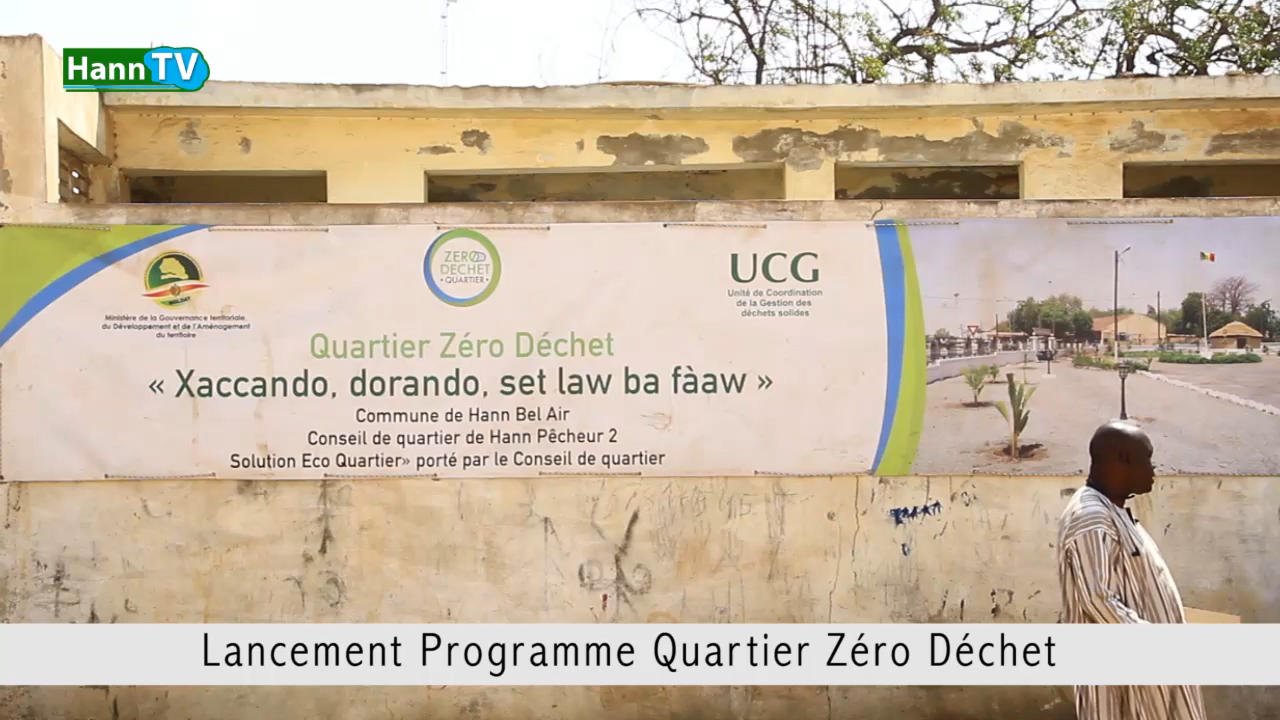 HannTV
ZERO
DECHET
• QUARTIER •
UCG
Unité de Coordination
de la Gestion des
déchets solides
Ministère de la Gouvernance territoriale,
du Développement et de l'Aménagement
du territoire
Quartier Zéro Déchet
« Xaccando, dorando, set law ba fààw »
Commune de Hann Bel Air
Conseil de quartier de Hann Pêcheur 2
Solution Eco Quartier» porté par le Conseil de quartier
Lancement Programme Quartier Zéro Déchet